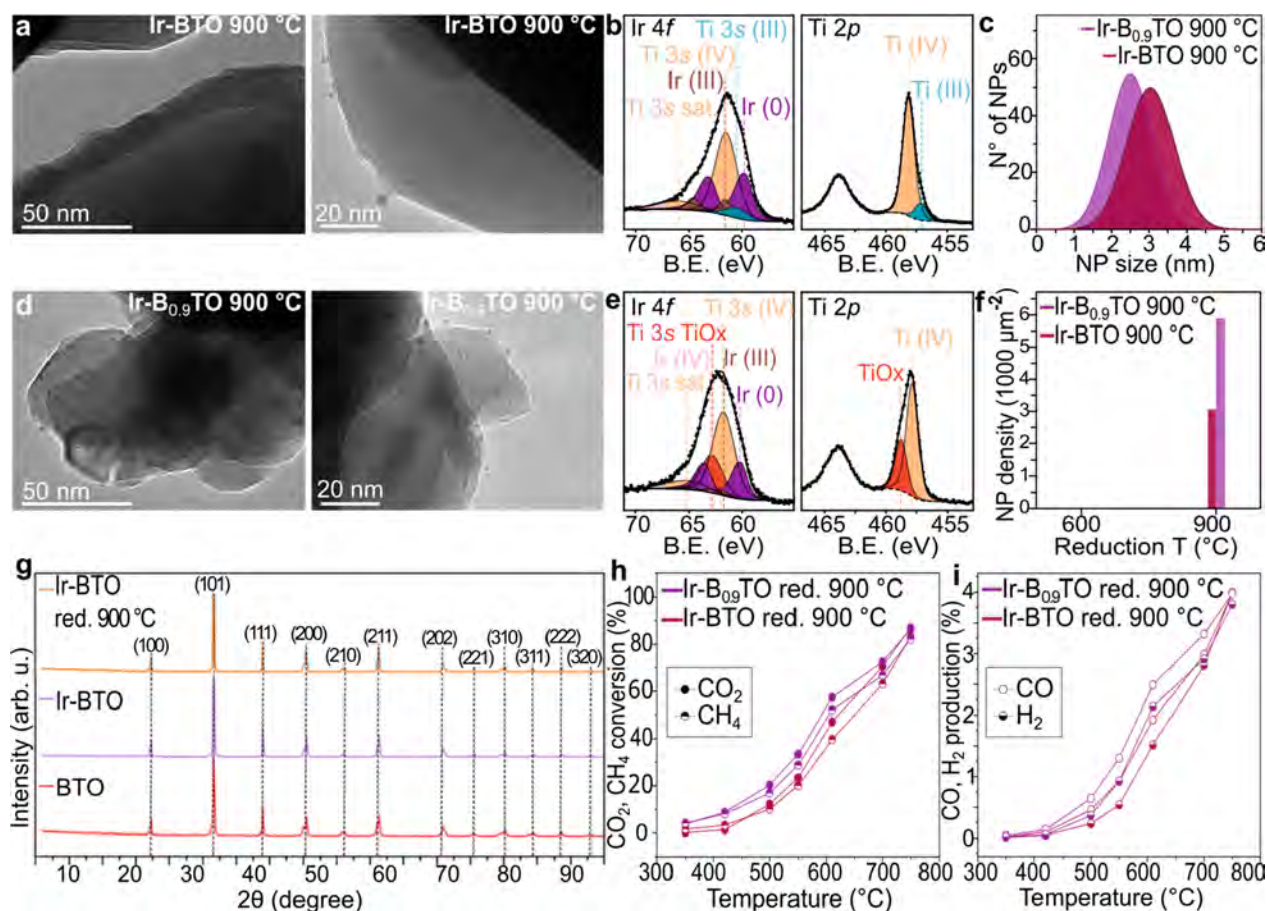 a
Ir-BTO 900 °C
50 nm
Ir-BTO 900 °C
20 nm
b
Ir 4f
Ti 3s (III)
Ti 3s (IV)
Ir (III)
Ti 3s sat
Ir (0)
70 65 60
B.E. (eV)
Ti 2p
Ti (IV)
Ti (III)
465 460 455
B.E. (eV)
c
Ir-B0.9TO 900 °C
Ir-BTO 900 °C
N° of NPs
60
40
20
0
0 1 2 3 4 5 6
NP size (nm)
d
Ir-B0.9TO 900 °C
50 nm
TO 900 °C
20 nm
e
Ir 4f
Ti 3s (IV)
Ti 3s TiOx
Ir (IV)
Ir (III)
Ti 3s sat
Ir (0)
70 65 60
B.E. (eV)
Ti 2p
Ti (IV)
TiOx
465 460 455
B.E. (eV)
f
Ir-B0.9TO 900 °C
Ir-BTO 900 °C
NP density (1000 µm⁻²)
6
5
4
3
2
1
0
600 900
Reduction T (°C)
g
Ir-BTO
red. 900 °C
Ir-BTO
BTO
(100)
(101)
(111)
(200)
(210)
(211)
(202)
(221)
(310)
(311)
(222)
(320)
Intensity (arb. u.)
10 20 30 40 50 60 70 80 90
2θ (degree)
h
Ir-B0.9TO red. 900 °C
Ir-BTO red. 900 °C
CO2
CH4
CO2, CH4 conversion (%)
100
80
60
40
20
0
300 400 500 600 700 800
Temperature (°C)
i
Ir-B0.9TO red. 900 °C
Ir-BTO red. 900 °C
CO
H2
CO, H2 production (%)
4
3
2
1
0
300 400 500 600 700 800
Temperature (°C)